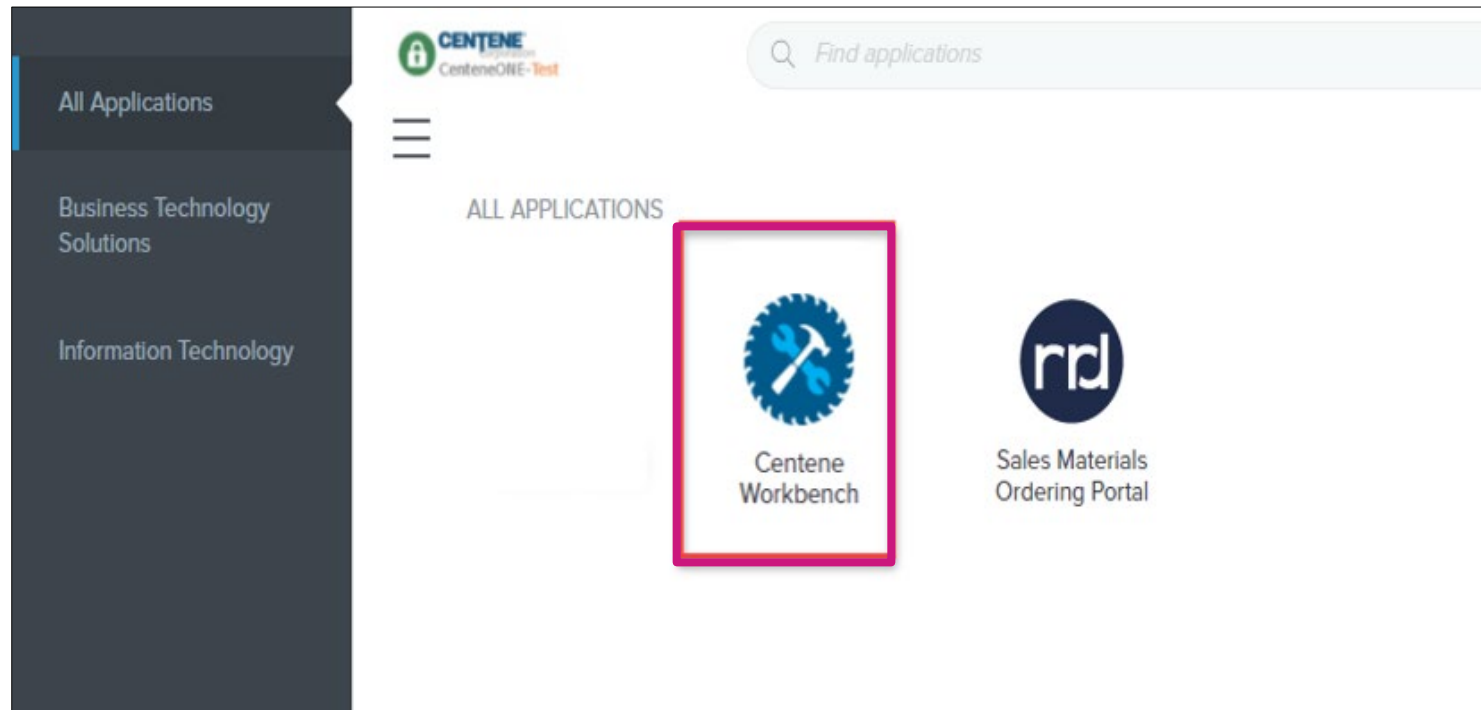 All Applications
Business Technology
Solutions
Information Technology
CENTENE
Corporation
CenteneONE-Test
Find applications
ALL APPLICATIONS
Centene
Workbench
rrd
Sales Materials
Ordering Portal